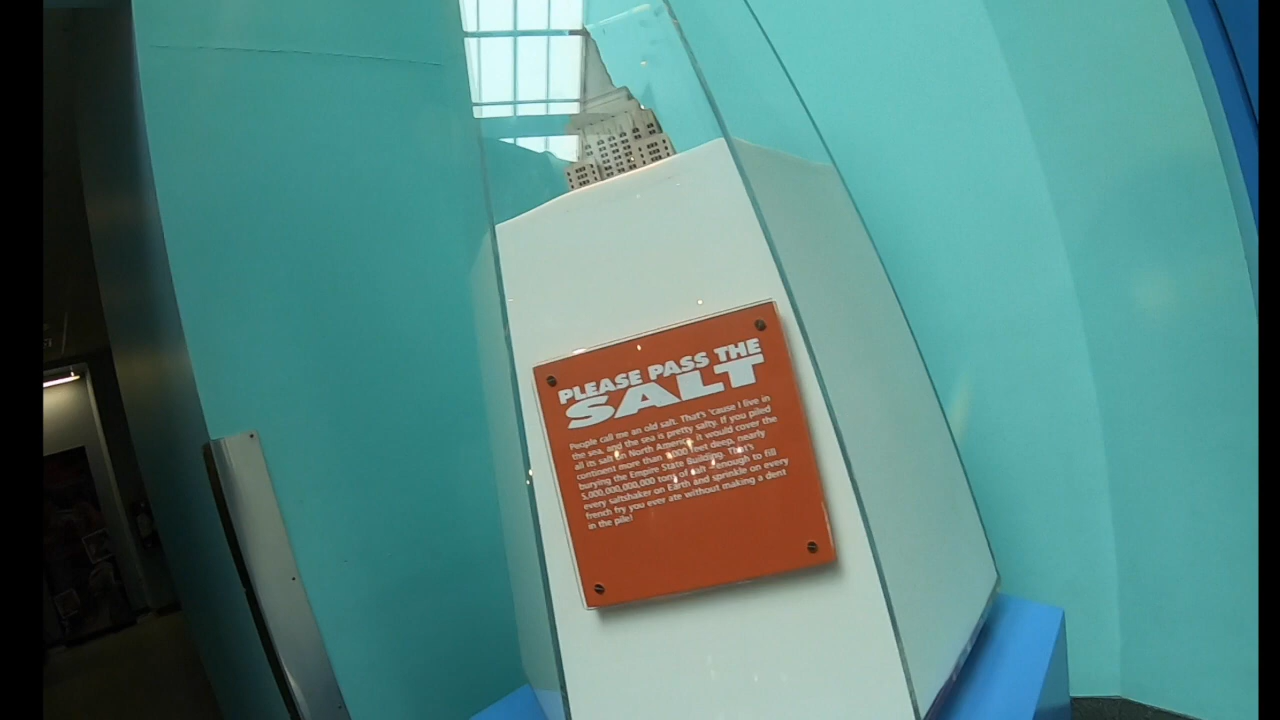 PLEASE PASS THE
SALT
People call me an old salt. That's 'cause I live in
the sea, and the sea is pretty salty. If you piled
all its salt on North America, it would cover the
continent more than 1,000 feet deep, nearly
burying the Empire State Building. That's
5,000,000,000,000 tons of salt - enough to fill
every saltshaker on Earth and sprinkle on every
french fry you ever ate without making a dent
in the pile!